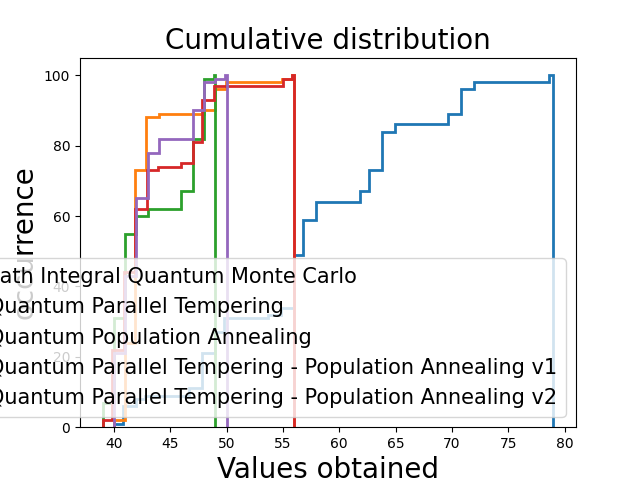 Cumulative distribution
100
80
60
40
20
0
40 45 50 55 60 65 70 75 80
Values obtained
occurrence
ath Integral Quantum Monte Carlo
Quantum Parallel Tempering
Quantum Population Annealing
Quantum Parallel Tempering - Population Annealing v1
Quantum Parallel Tempering - Population Annealing v2